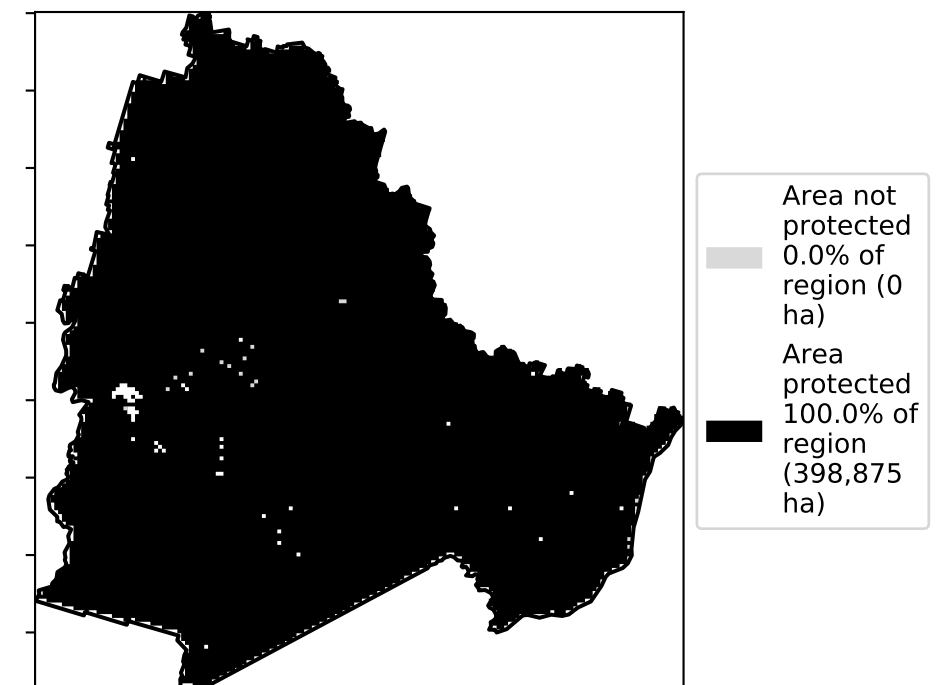 Area not
protected
0.0% of
region (0
ha)
Area
protected
100.0% of
region
(398,875
ha)